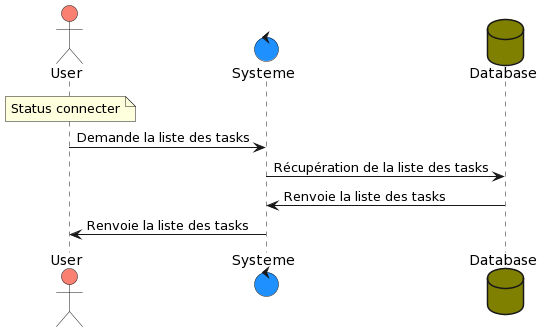 User
Systeme
Database
Status connecter
Demande la liste des tasks
Récupération de la liste des tasks
Renvoie la liste des tasks
Renvoie la liste des tasks
User
Systeme
Database